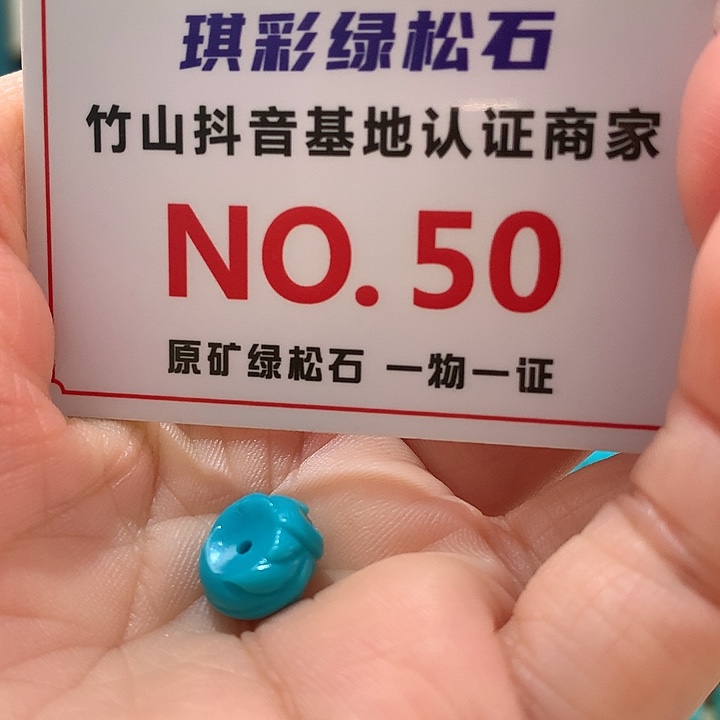 琪彩绿松石
竹山抖音基地认证商家
NO. 50
原矿绿松石 一物一证